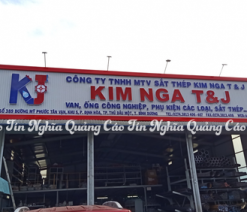 KJ
CÔNG TY TNHH MTV SẮT THÉP KIM NGA T & J
KIM NGA T&J
VAN, ỐNG CÔNG NGHIỆP, PHỤ KIỆN CÁC LOẠI, SẮT THÉP...
Tín Nghĩa Quảng Cáo Tín Nghĩa Quảng Cáo